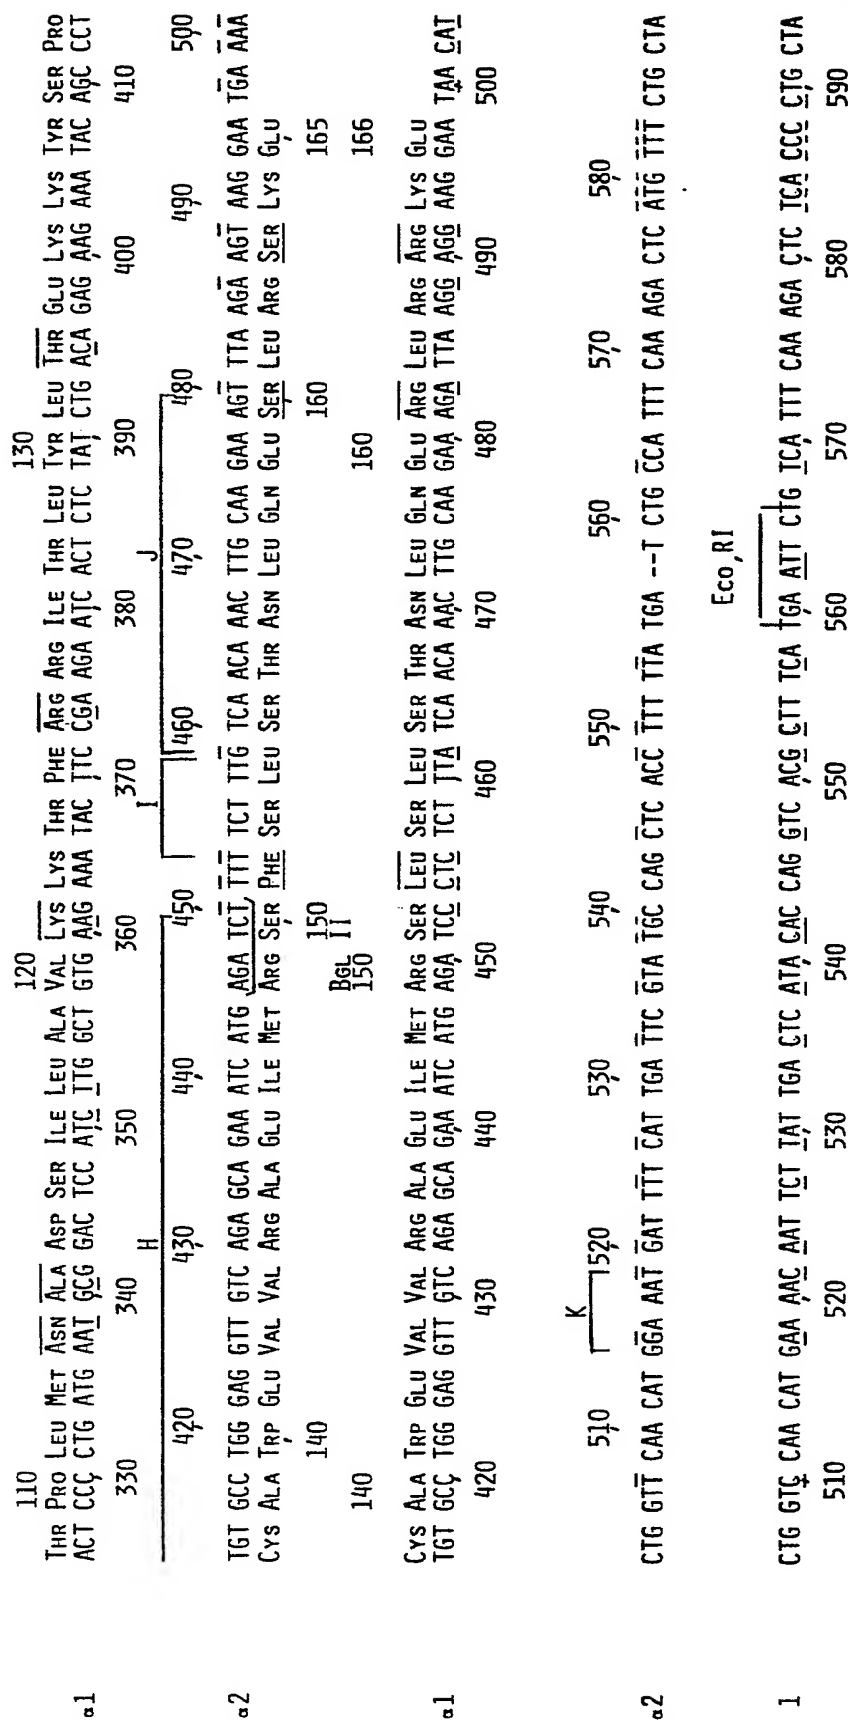 110 120 130
THR PRO LEU MET ASN ALA ASP SER ILE LEU ALA VAL LYS LYS THR PHE ARG ARG ILE THR LEU TYR LEU THR GLU LYS LYS TYR SER PRO
α1 ACT CCC CTG ATG AAT GCG GAC TCC ATC TTG GCT GTG AAG AAA TAC TTC CGA AGA ATC ACT CTC TAT CTG ACA GAG AAG AAA TAC AGC CCT
330 340 350 360 370 380 390 400 410
H I J
420 430 440 450 460 470 480 490 500
α2 TGT GCC TGG GAG GTT GTC AGA GCA GAA ATC ATG AGA TCT TTT TCT TTG TCA ACA AAC TTG CAA GAA AGT TTA AGA AGT AAG GAA TGA AAA
CYS ALA TRP GLU VAL VAL ARG ALA GLU ILE MET ARG SER PHE SER LEU SER THR ASN LEU GLN GLU SER LEU ARG SER LYS GLU
140 150 160 165
BGL II
140 150 160 166
CYS ALA TRP GLU VAL VAL ARG ALA GLU ILE MET ARG SER LEU SER LEU SER THR ASN LEU GLN GLU ARG LEU ARG ARG LYS GLU
α1 TGT GCC TGG GAG GTT GTC AGA GCA GAA ATC ATG AGA TCC CTC TCT TTA TCA ACA AAC TTG CAA GAA AGA TTA AGG AGG AAG GAA TAA CAT
420 430 440 450 460 470 480 490 500
K
510 520 530 540 550 560 570 580
α2 CTG GTT CAA CAT GGA AAT GAT TTT CAT TGA TTC GTA TGC CAG CTC ACC TTT TTA TGA --T CTG CCA TTT CAA AGA CTC ATG TTT CTG CTA
Eco,RI
1 CTG GTC CAA CAT GAA AAC AAT TCT TAT TGA CTC ATA CAC CAG GTC ACG CTT TCA TGA ATT CTG TCA TTT CAA AGA CTC TCA CCC CTG CTA
510 520 530 540 550 560 570 580 590